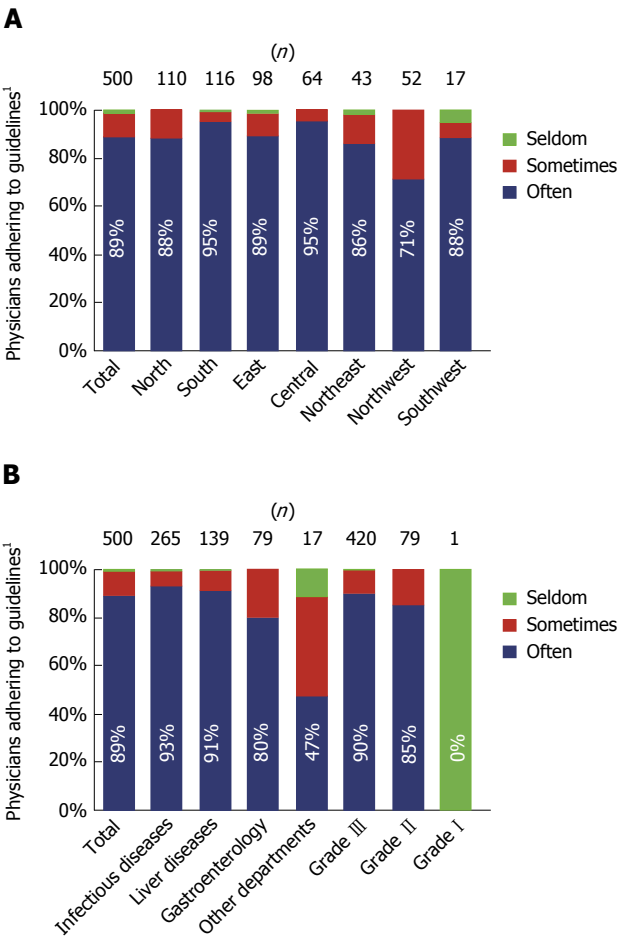 A
(n)
500 110 116 98 64 43 52 17
Physicians adhering to guidelines¹
100%
80%
60%
40%
20%
0%
89% 88% 95% 89% 95% 86% 71% 88%
Total North South East Central Northeast Northwest Southwest
Seldom
Sometimes
Often
B
(n)
500 265 139 79 17 420 79 1
Physicians adhering to guidelines¹
100%
80%
60%
40%
20%
0%
89% 93% 91% 80% 47% 90% 85% 0%
Total Infectious diseases Liver diseases Gastroenterology Other departments Grade Ⅲ Grade Ⅱ Grade Ⅰ
Seldom
Sometimes
Often